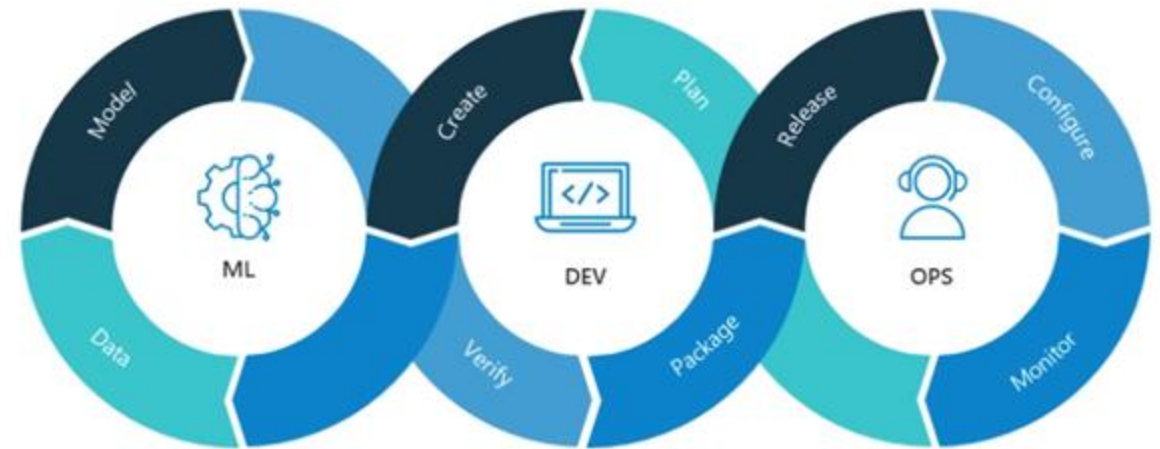 Model
Data
ML
Create
Plan
Verify
Package
</>
DEV
Release
Configure
Monitor
OPS